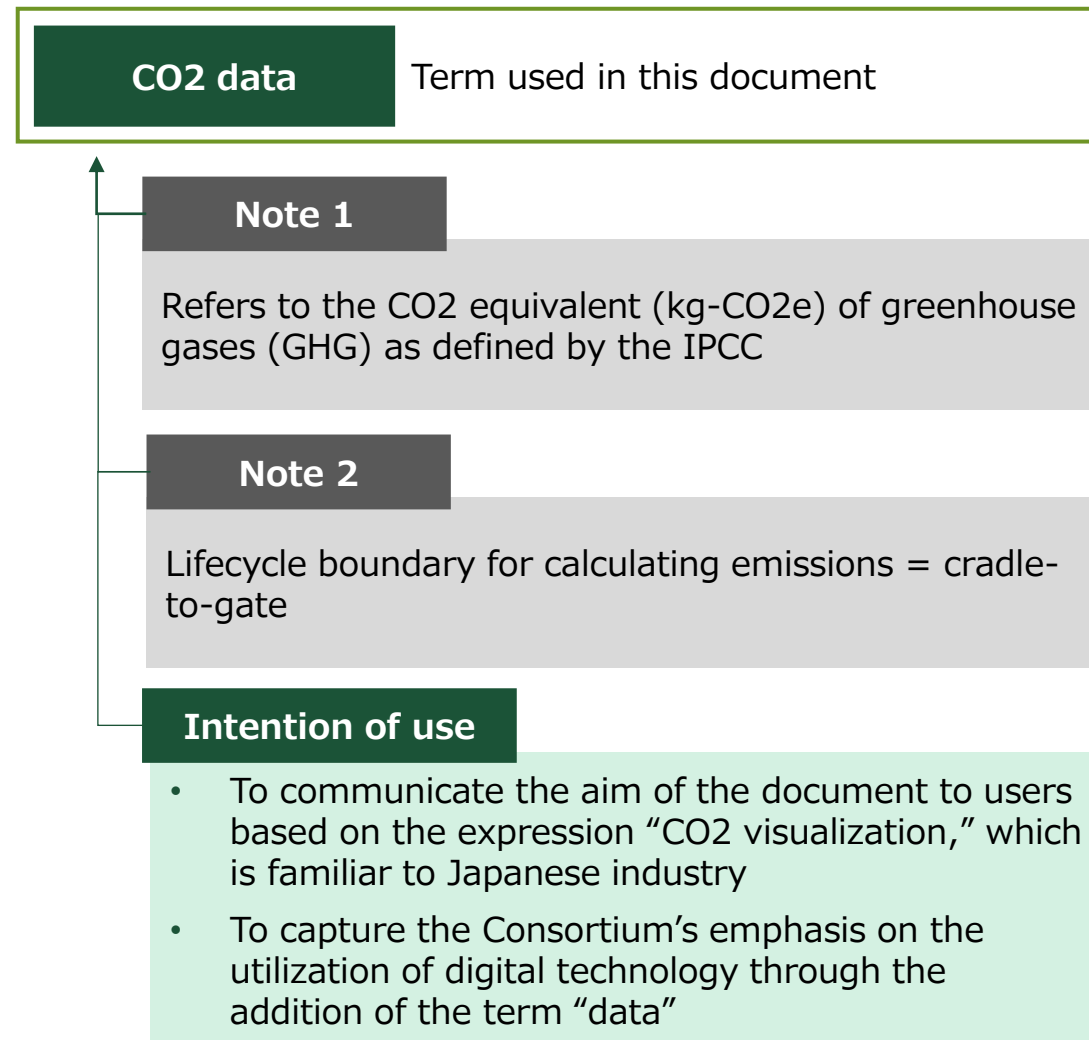 CO2 data
Term used in this document
Note 1
Refers to the CO2 equivalent (kg-CO2e) of greenhouse
gases (GHG) as defined by the IPCC
Note 2
Lifecycle boundary for calculating emissions = cradle-
to-gate
Intention of use
• To communicate the aim of the document to users
based on the expression “CO2 visualization,” which
is familiar to Japanese industry
• To capture the Consortium’s emphasis on the
utilization of digital technology through the
addition of the term “data”